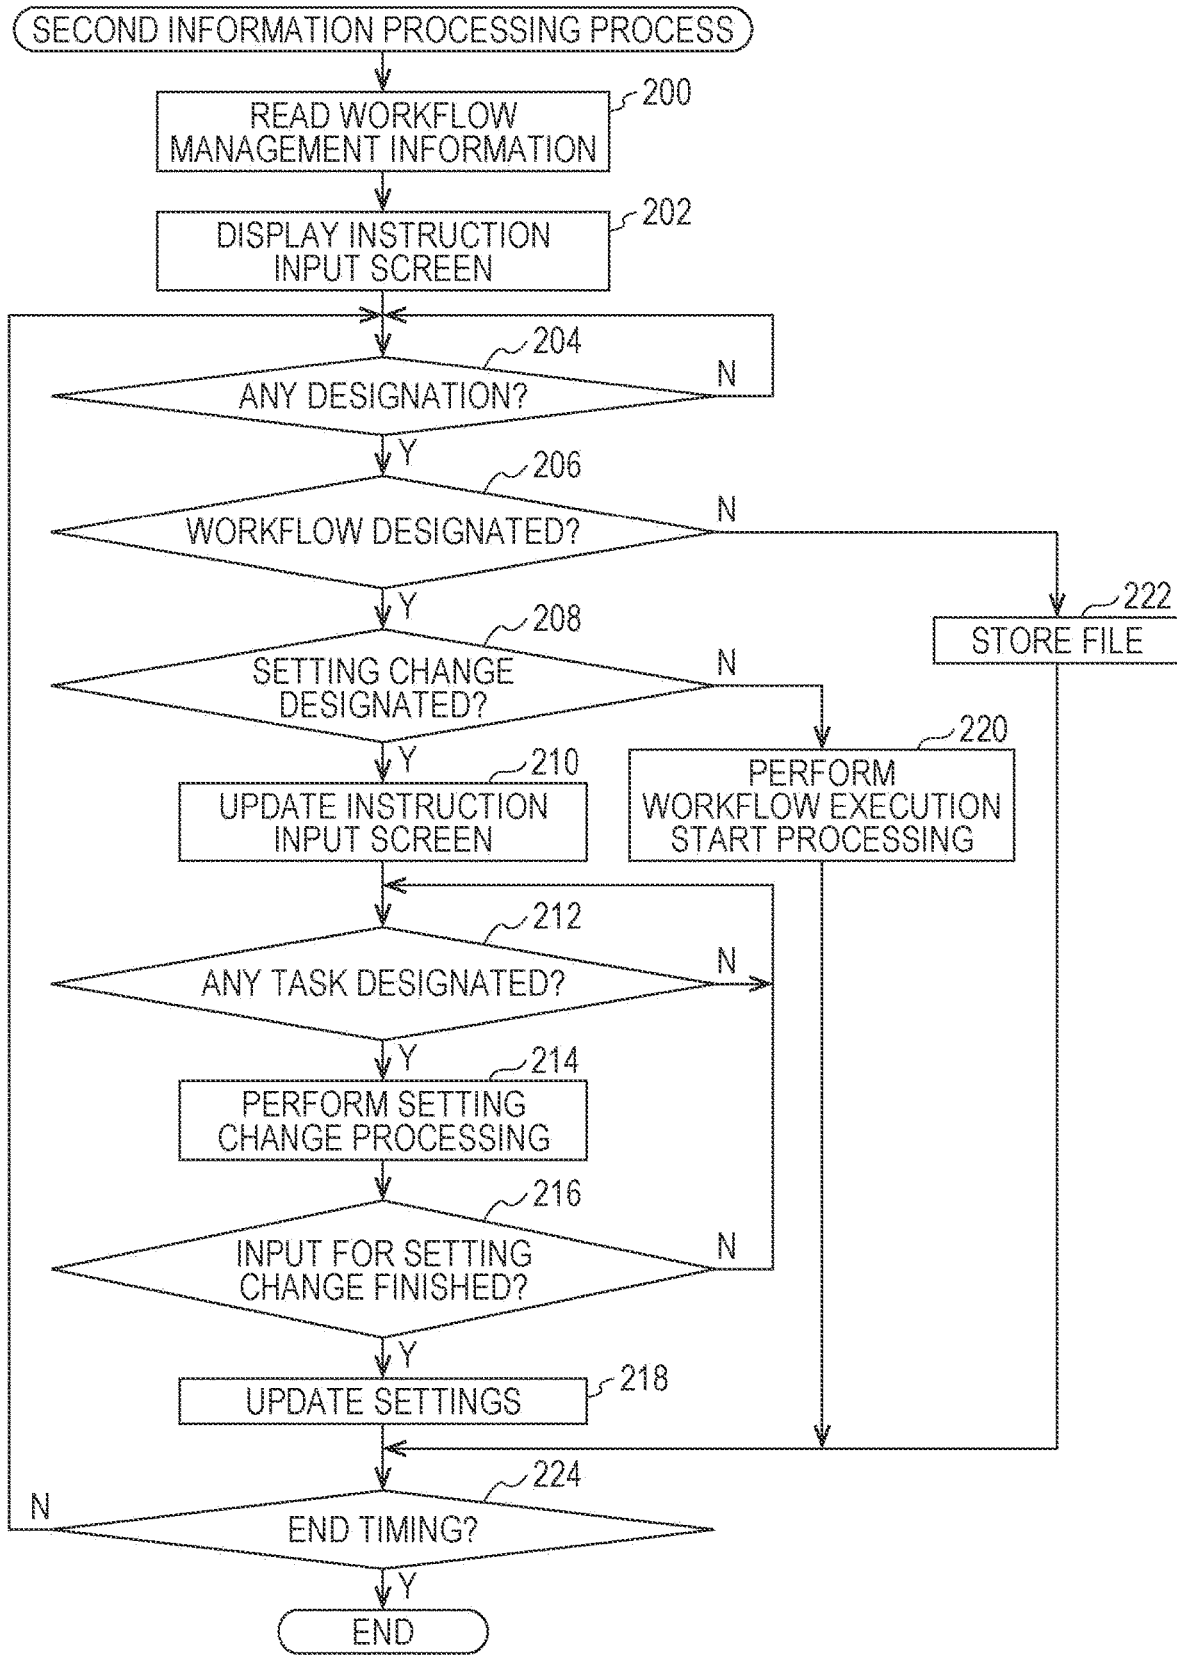 SECOND INFORMATION PROCESSING PROCESS
200
READ WORKFLOW
MANAGEMENT INFORMATION
202
DISPLAY INSTRUCTION
INPUT SCREEN
204
ANY DESIGNATION?
N
Y
206
WORKFLOW DESIGNATED?
N
Y
222
STORE FILE
208
SETTING CHANGE
DESIGNATED?
N
Y
220
PERFORM
WORKFLOW EXECUTION
START PROCESSING
210
UPDATE INSTRUCTION
INPUT SCREEN
212
ANY TASK DESIGNATED?
N
Y
214
PERFORM SETTING
CHANGE PROCESSING
216
INPUT FOR SETTING
CHANGE FINISHED?
N
Y
218
UPDATE SETTINGS
224
END TIMING?
N
Y
END